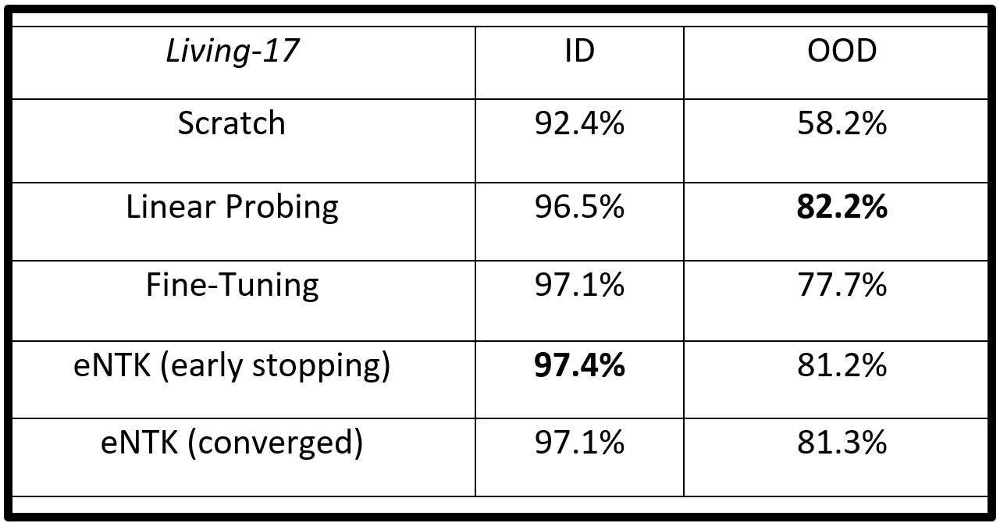 Living-17 ID OOD
Scratch 92.4% 58.2%
Linear Probing 96.5% 82.2%
Fine-Tuning 97.1% 77.7%
eNTK (early stopping) 97.4% 81.2%
eNTK (converged) 97.1% 81.3%